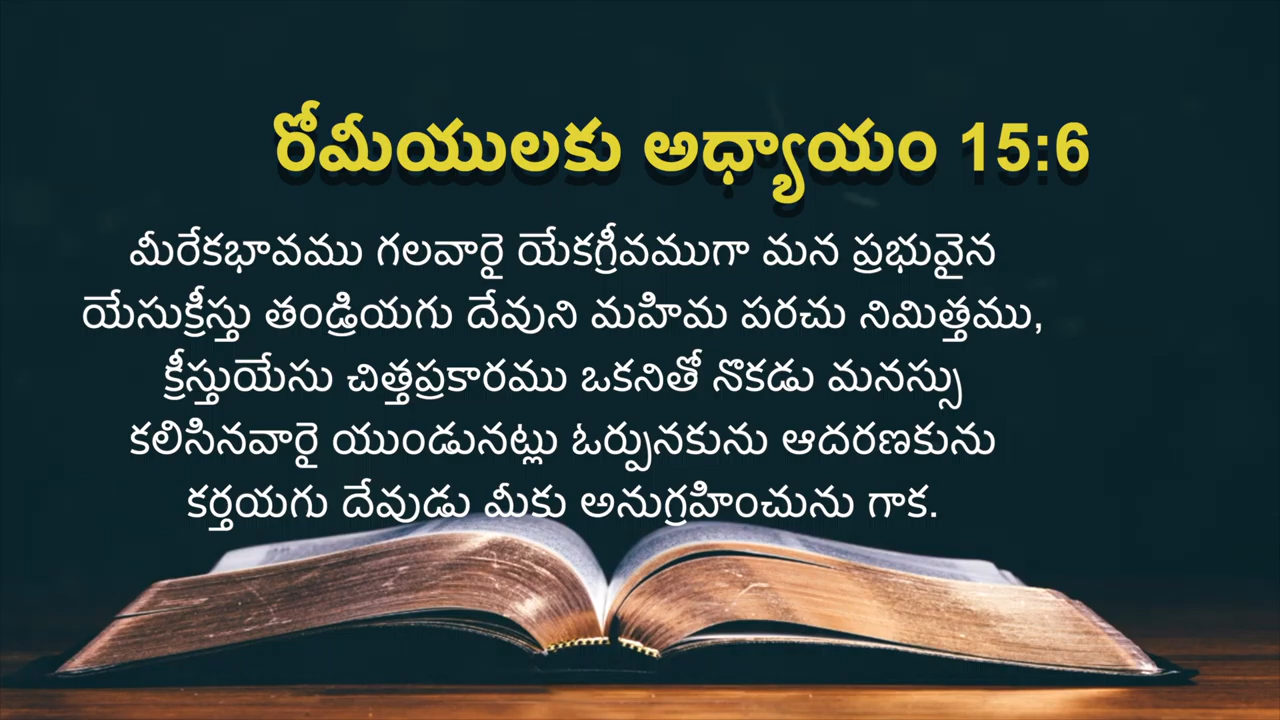 రోమీయులకు అధ్యాయం 15:6
మీరేకభావము గలవారై యేకగ్రీవముగా మన ప్రభువైన
యేసుక్రీస్తు తండ్రియగు దేవుని మహిమ పరచు నిమిత్తము,
క్రీస్తుయేసు చిత్తప్రకారము ఒకనితో నొకడు మనస్సు
కలిసినవారై యుండునట్లు ఓర్పునకును ఆదరణకును
కర్తయగు దేవుడు మీకు అనుగ్రహించును గాక.